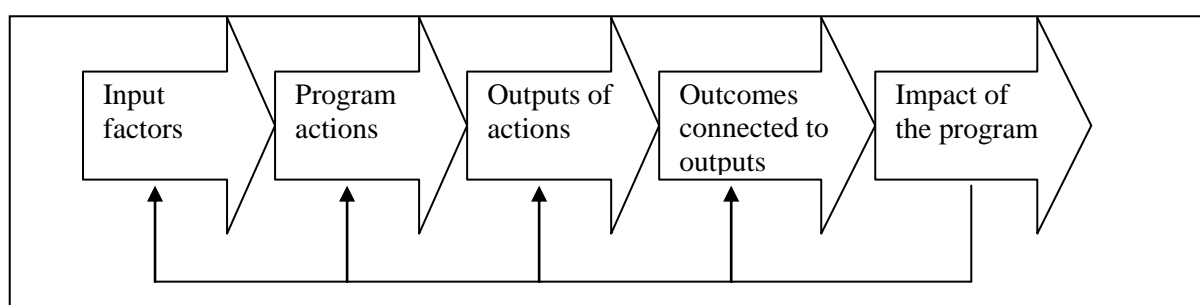 Input
factors
Program
actions
Outputs of
actions
Outcomes
connected to
outputs
Impact of
the program